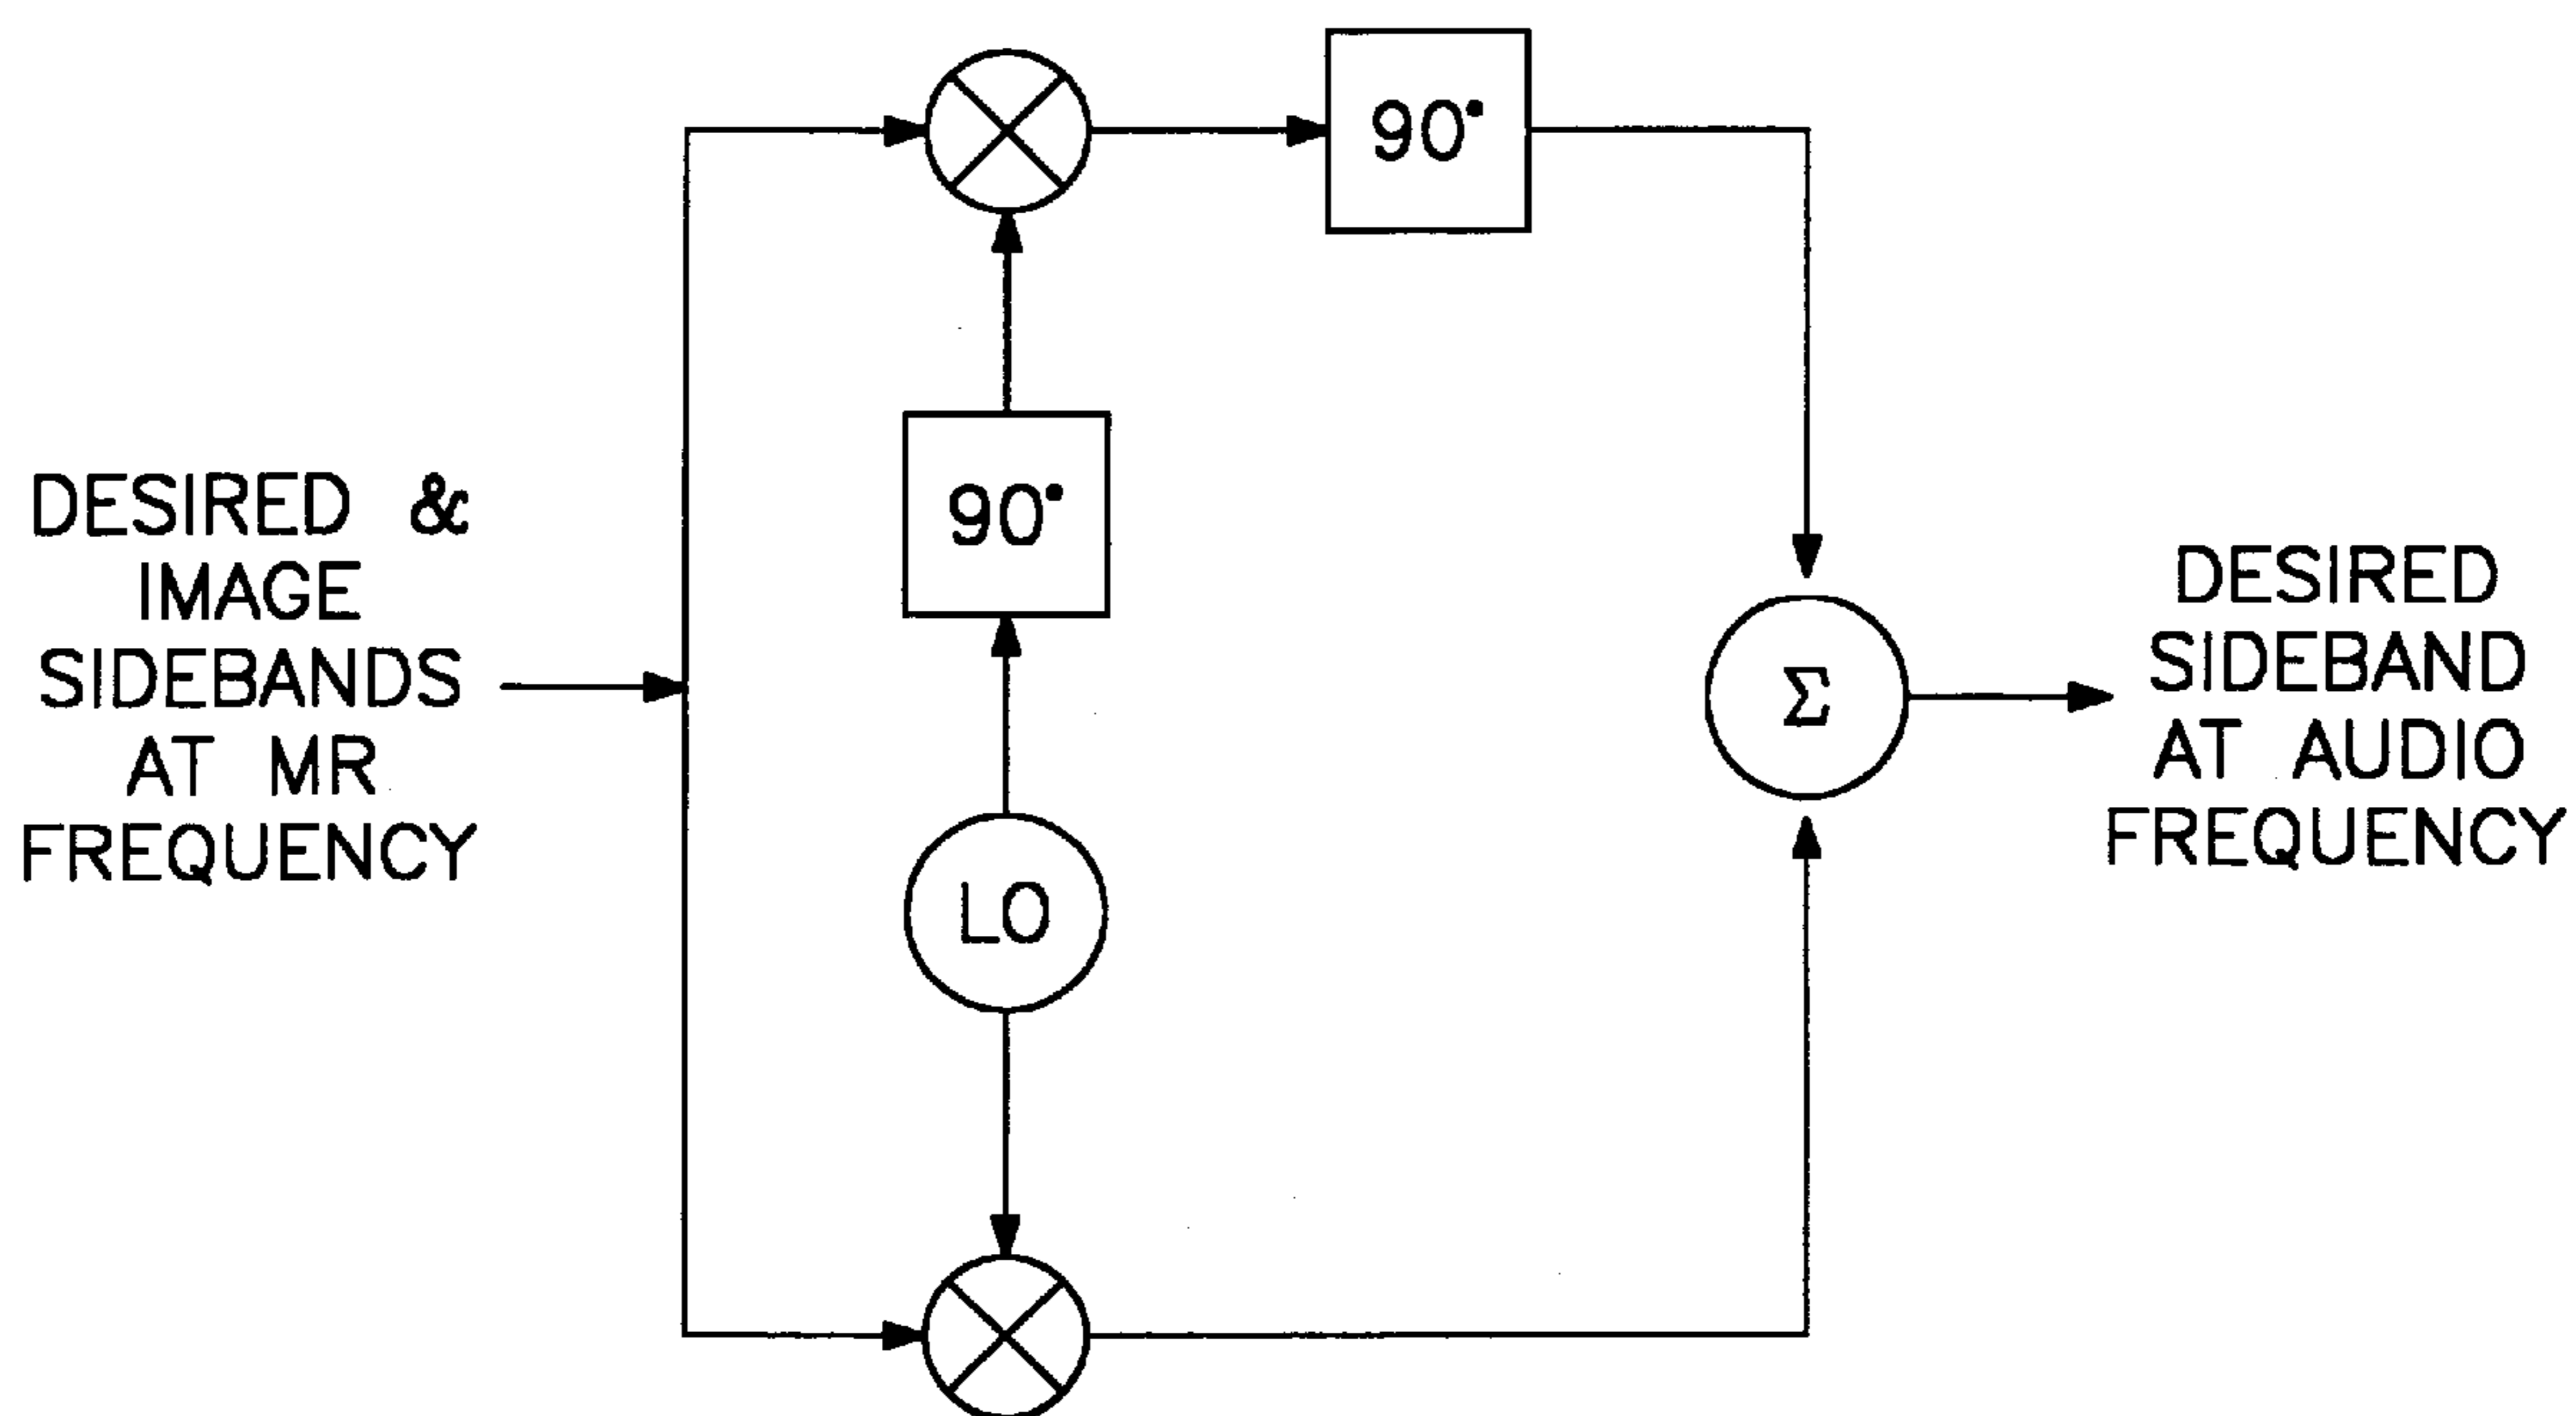 90°
DESIRED &
IMAGE
SIDEBANDS
AT MR
FREQUENCY
90°
LO
Σ
DESIRED
SIDEBAND
AT AUDIO
FREQUENCY